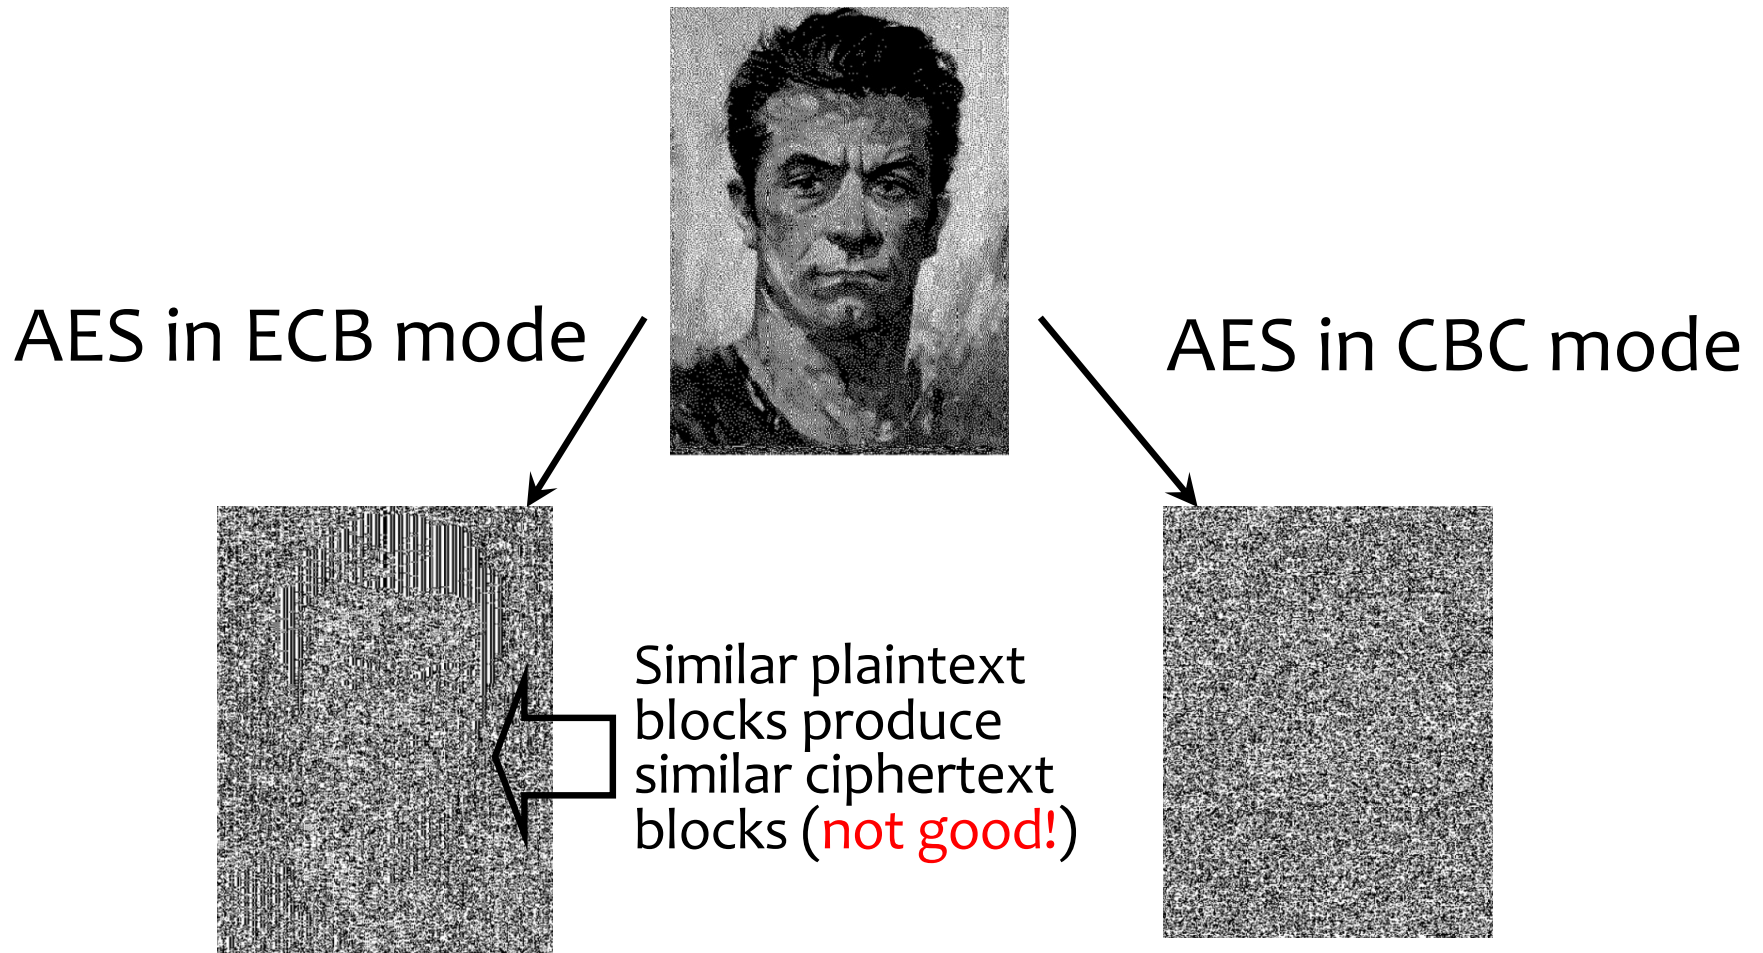 AES in ECB mode
AES in CBC mode
Similar plaintext
blocks produce
similar ciphertext
blocks (not good!)